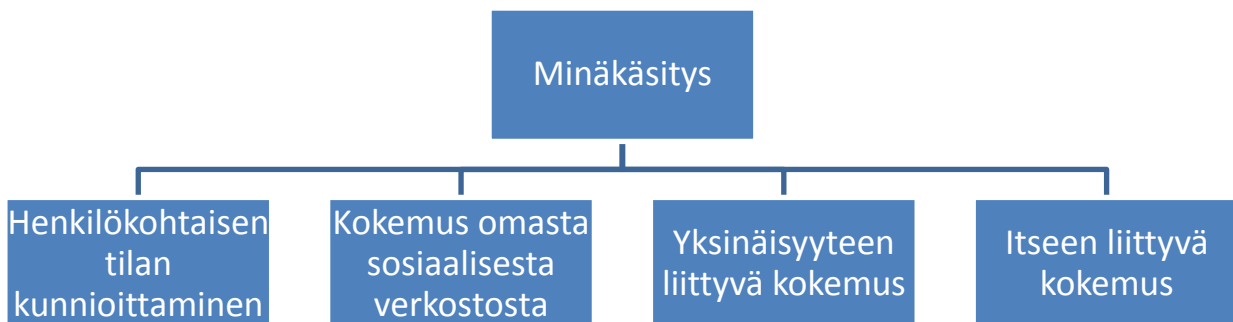 Minäkäsitys
Henkilökohtaisen
tilan
kunnioittaminen
Kokemus omasta
sosiaalisesta
verkostosta
Yksinäisyyteen
liittyvä kokemus
Itseen liittyvä
kokemus